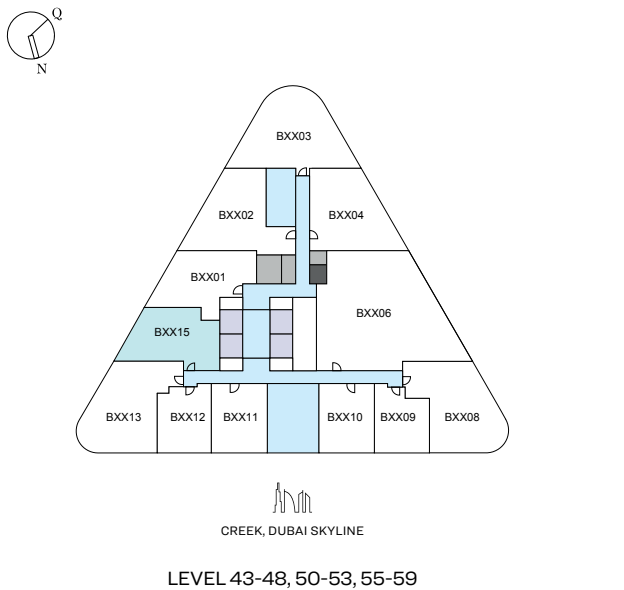 Q
N
BXX03
BXX02
BXX04
BXX01
BXX06
BXX15
BXX13
BXX12
BXX11
BXX10
BXX09
BXX08
CREEK, DUBAI SKYLINE
LEVEL 43-48, 50-53, 55-59